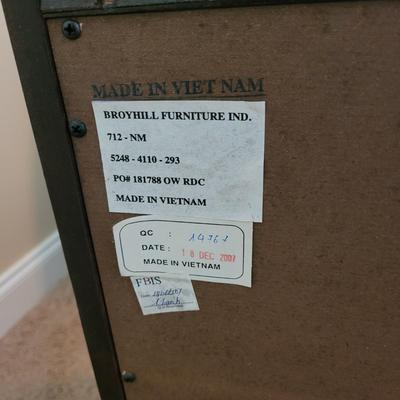 MADE IN VIET NAM
BROYHILL FURNITURE IND.
712 - NM
5248 - 4110 - 293
PO# 181788 OW RDC
MADE IN VIETNAM
QC :
DATE : 18 DEC 2007
MADE IN VIETNAM
FBIS